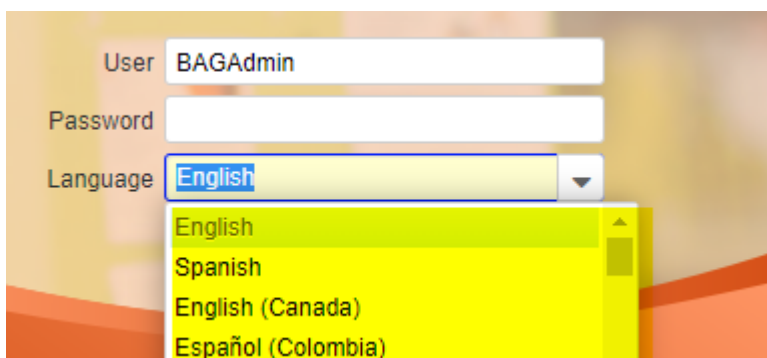 User BAGAdmin
Password
Language English
English
Spanish
English (Canada)
Español (Colombia)